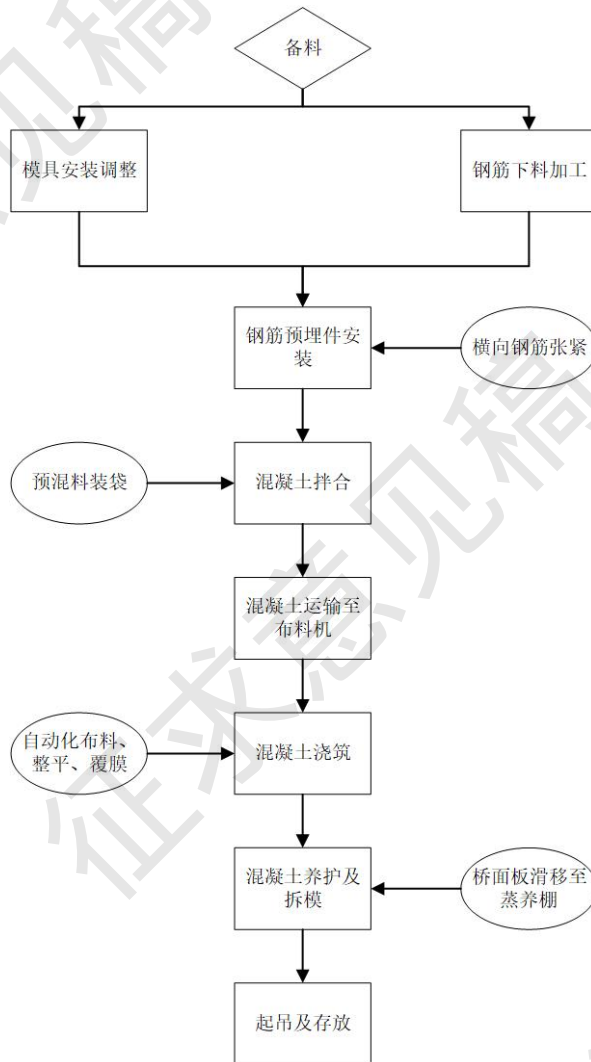 备料
模具安装调整
钢筋下料加工
钢筋预埋件安
装
横向钢筋张紧
预混料装袋
混凝土拌合
混凝土运输至
布料机
自动化布料、
整平、覆膜
混凝土浇筑
混凝土养护及
拆模
桥面板滑移至
蒸养棚
起吊及存放
征求意见稿
见稿